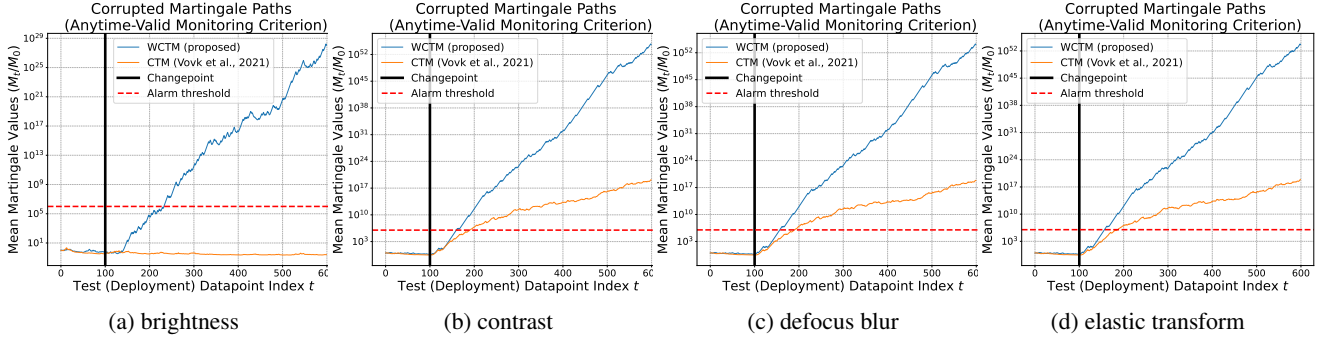 Corrupted Martingale Paths
(Anytime-Valid Monitoring Criterion)
Mean Martingale Values (M_t/M_0)
10^29
10^25
10^21
10^17
10^13
10^9
10^5
10^1
WCTM (proposed)
CTM (Vovk et al., 2021)
Changepoint
Alarm threshold
0 100 200 300 400 500 600
Test (Deployment) Datapoint Index t
(a) brightness
Corrupted Martingale Paths
(Anytime-Valid Monitoring Criterion)
Mean Martingale Values (M_t/M_0)
10^52
10^45
10^38
10^31
10^24
10^17
10^10
10^3
WCTM (proposed)
CTM (Vovk et al., 2021)
Changepoint
Alarm threshold
0 100 200 300 400 500 600
Test (Deployment) Datapoint Index t
(b) contrast
Corrupted Martingale Paths
(Anytime-Valid Monitoring Criterion)
Mean Martingale Values (M_t/M_0)
10^52
10^45
10^38
10^31
10^24
10^17
10^10
10^3
WCTM (proposed)
CTM (Vovk et al., 2021)
Changepoint
Alarm threshold
0 100 200 300 400 500 600
Test (Deployment) Datapoint Index t
(c) defocus blur
Corrupted Martingale Paths
(Anytime-Valid Monitoring Criterion)
Mean Martingale Values (M_t/M_0)
10^52
10^45
10^38
10^31
10^24
10^17
10^10
10^3
WCTM (proposed)
CTM (Vovk et al., 2021)
Changepoint
Alarm threshold
0 100 200 300 400 500 600
Test (Deployment) Datapoint Index t
(d) elastic transform